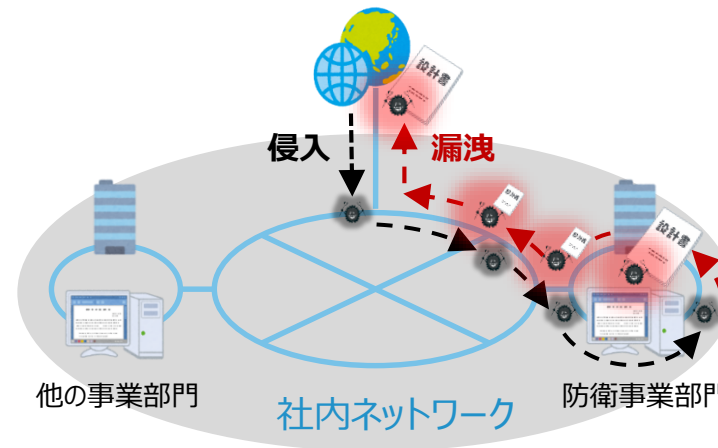 設計書
侵入
漏洩
設計書
他の事業部門
防衛事業部門
社内ネットワーク